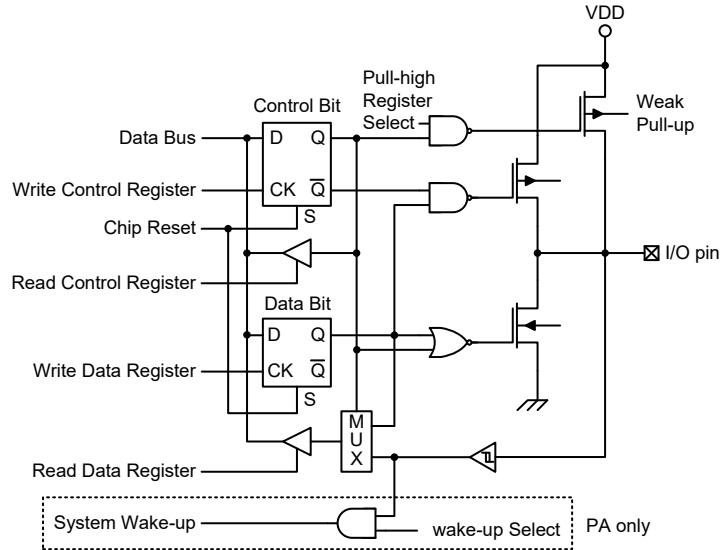 VDD
Pull-high
Register
Select
Weak
Pull-up
Control Bit
Data Bus
D
Q
Write Control Register
CK
Q
S
Chip Reset
I/O pin
Read Control Register
Data Bit
D
Q
Write Data Register
CK
Q
S
M
U
X
Read Data Register
System Wake-up
wake-up Select
PA only